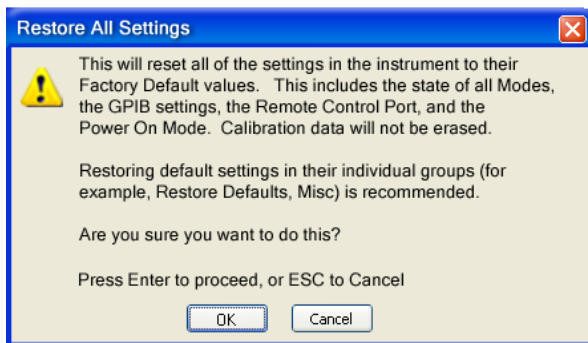 Restore All Settings
This will reset all of the settings in the instrument to their
Factory Default values. This includes the state of all Modes,
the GPIB settings, the Remote Control Port, and the
Power On Mode. Calibration data will not be erased.
Restoring default settings in their individual groups (for
example, Restore Defaults, Misc) is recommended.
Are you sure you want to do this?
Press Enter to proceed, or ESC to Cancel
OK
Cancel